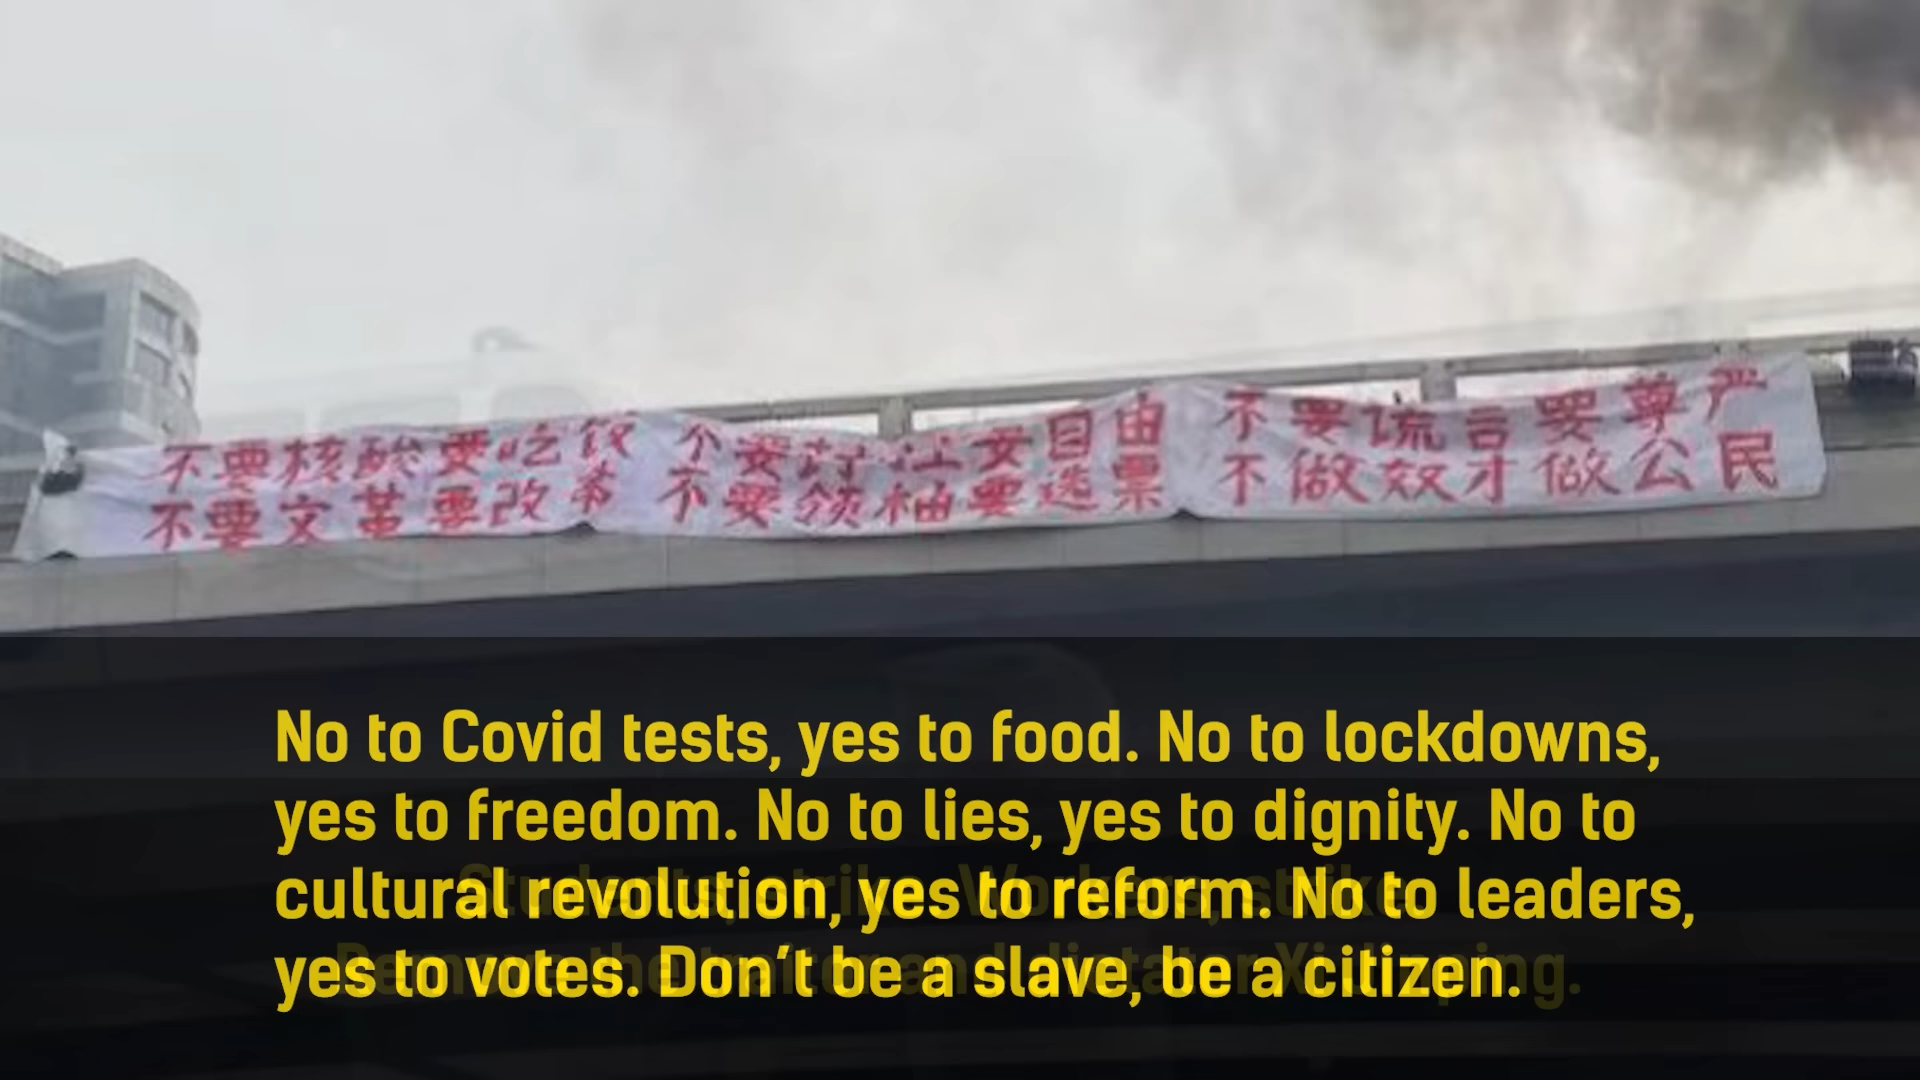 不要核酸要吃饭 不要封控要自由 不要谎言要尊严
不要文革要改革 不要领袖要选票 不做奴才做公民
No to Covid tests, yes to food. No to lockdowns,
yes to freedom. No to lies, yes to dignity. No to
cultural revolution, yes to reform. No to leaders,
yes to votes. Don't be a slave, be a citizen.